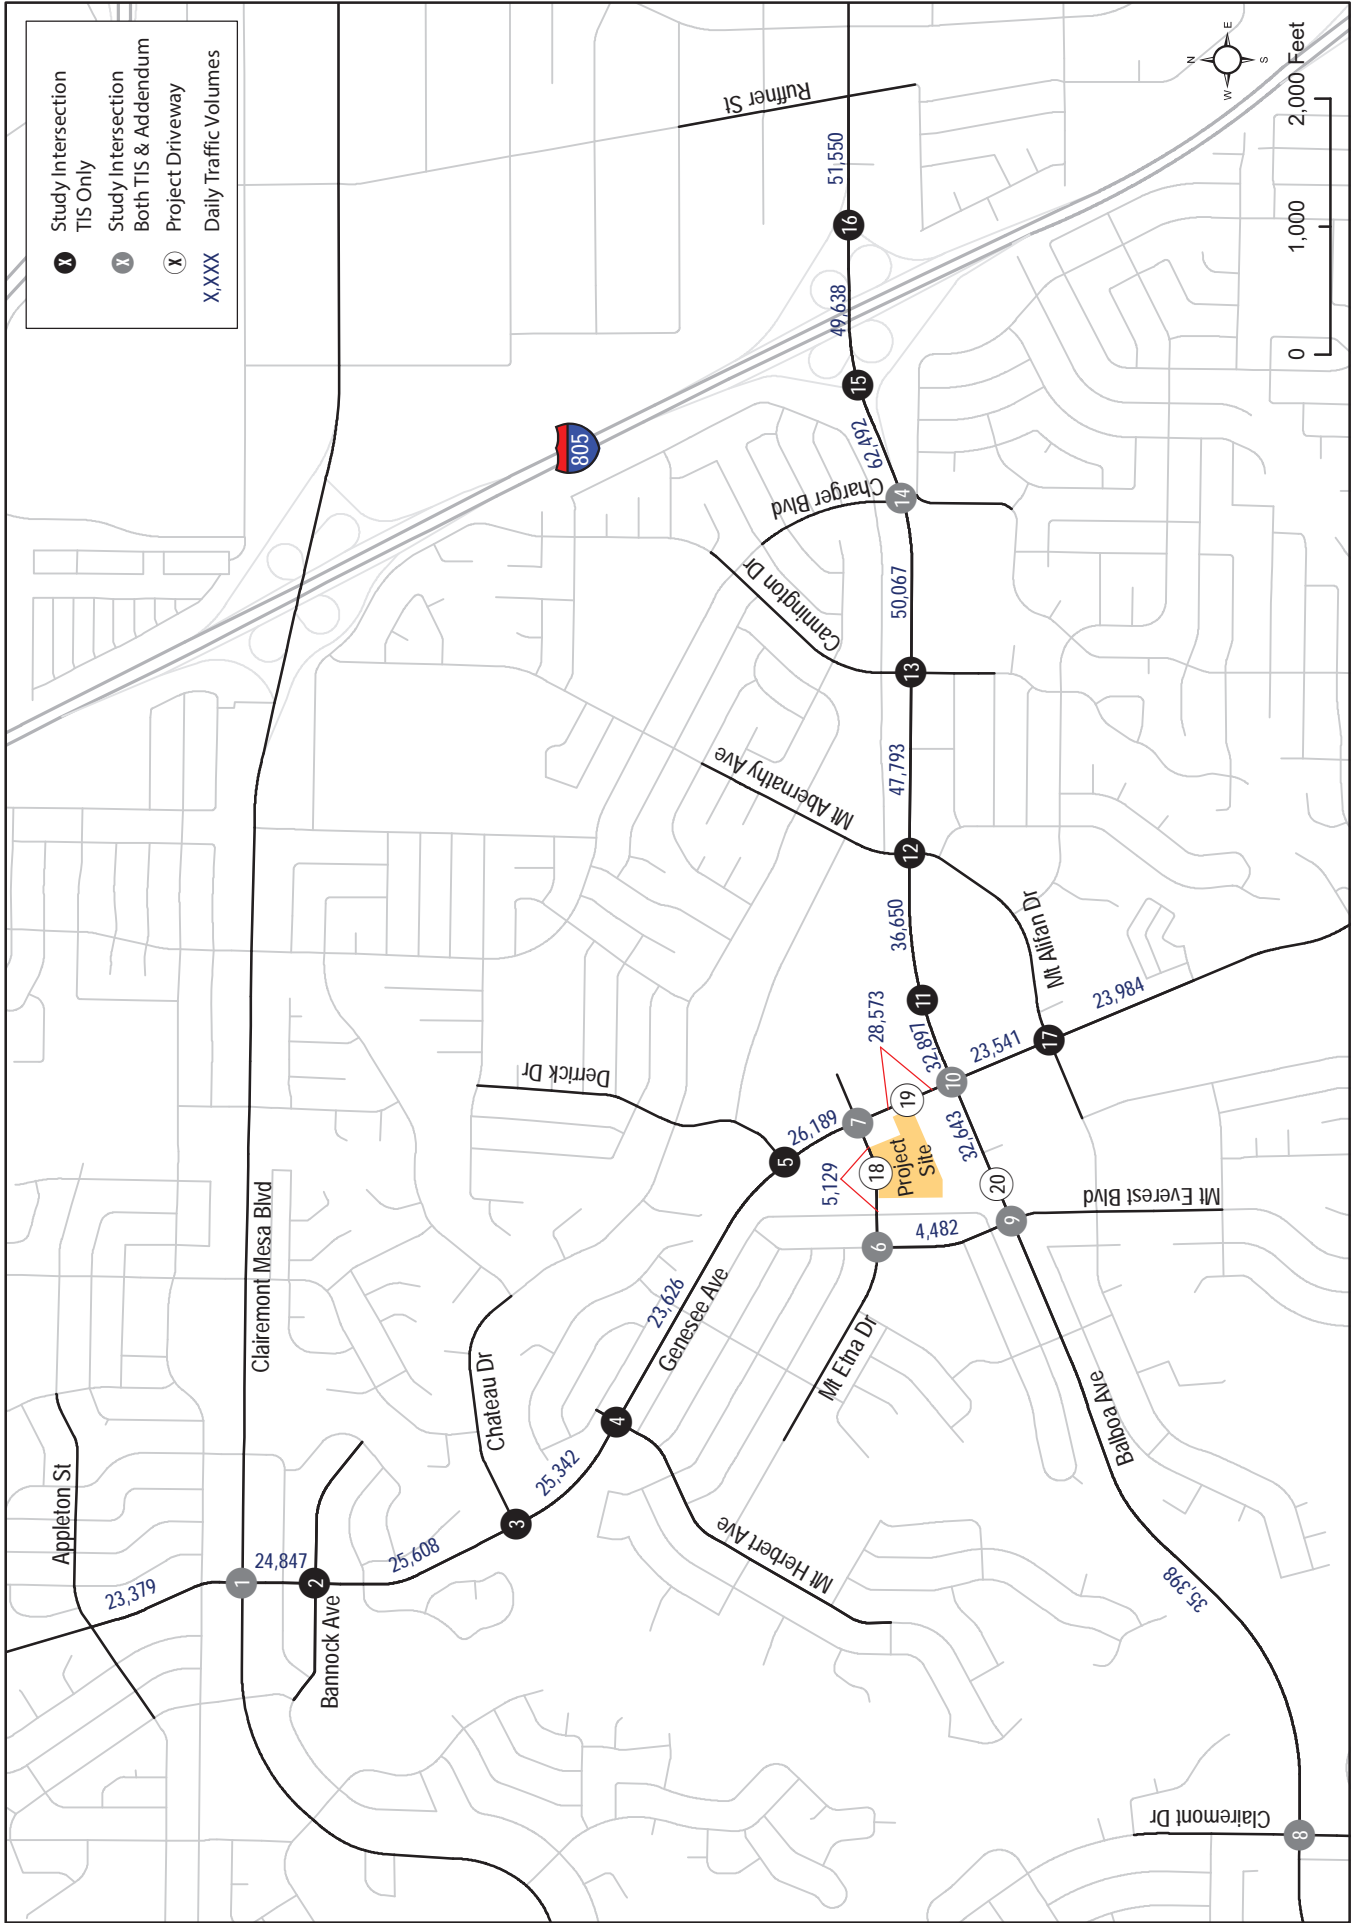 Study Intersection
TIS Only
Study Intersection
Both TIS & Addendum
Project Driveway
X,XXX Daily Traffic Volumes
X
X
X
N
E
S
W
0
1,000
2,000 Feet
805
Ruffner St
51,550
16
49,638
15
62,492
Charger Blvd
14
Cannington Dr
50,067
13
Mt Abernathy Ave
47,793
12
36,650
Mt Alifan Dr
11
28,573
32,897
23,984
17
23,541
10
19
Derrick Dr
26,189
7
5
5,129
18
Project
Site
32,643
20
Mt Everest Blvd
9
4,482
6
Clairemont Mesa Blvd
23,626
Genesee Ave
Mt Etna Dr
Chateau Dr
4
25,342
Balboa Ave
Appleton St
3
25,608
Mt Herbert Ave
24,847
1
2
23,379
Bannock Ave
35,398
Clairemont Dr
8